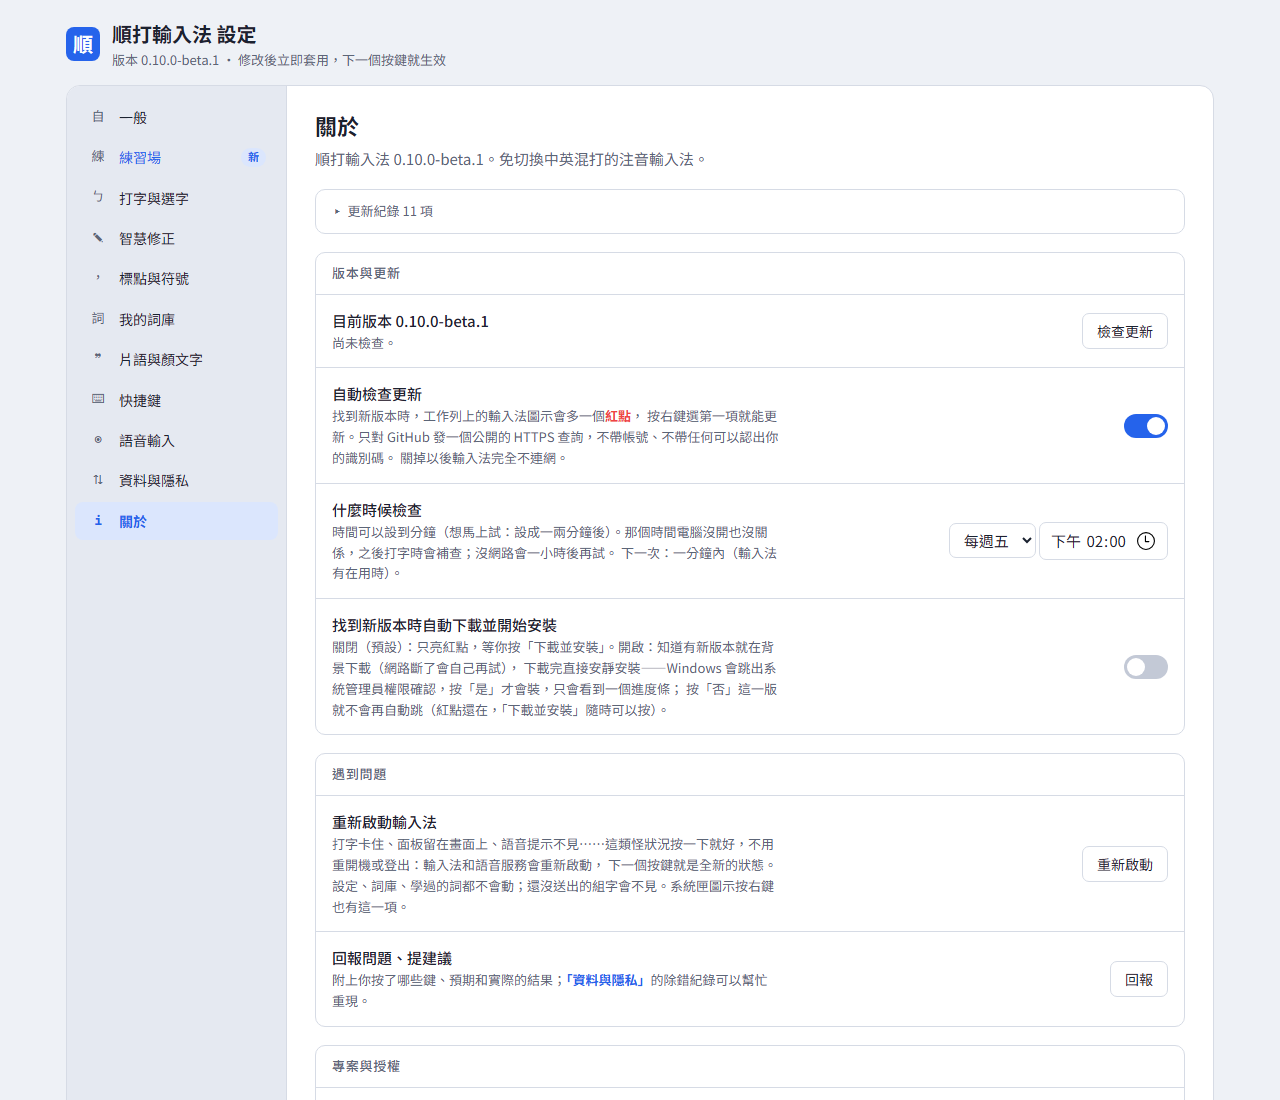 順
順打輸入法 設定
版本 0.10.0-beta.1 · 修改後立即套用，下一個按鍵就生效
自 一般
練 練習場 新
ㄅ 打字與選字
✎ 智慧修正
， 標點與符號
詞 我的詞庫
❞ 片語與顏文字
⌨ 快捷鍵
語音輸入
⇅ 資料與隱私
i 關於
關於
順打輸入法 0.10.0-beta.1。免切換中英混打的注音輸入法。
▸ 更新紀錄 11 項
版本與更新
目前版本 0.10.0-beta.1
尚未檢查。
檢查更新
自動檢查更新
找到新版本時，工作列上的輸入法圖示會多一個紅點， 按右鍵選第一項就能更
新。只對 GitHub 發一個公開的 HTTPS 查詢，不帶帳號、不帶任何可以認出你
的識別碼。 關掉以後輸入法完全不連網。
什麼時候檢查
時間可以設到分鐘（想馬上試：設成一兩分鐘後）。那個時間電腦沒開也沒關
係，之後打字時會補查；沒網路會一小時後再試。 下一次：一分鐘內（輸入法
有在用時）。
每週五
下午 02:00
找到新版本時自動下載並開始安裝
關閉（預設）：只亮紅點，等你按「下載並安裝」。開啟：知道有新版本就在背
景下載（網路斷了會自己再試）， 下載完直接安靜安裝——Windows 會跳出系
統管理員權限確認，按「是」才會裝，只會看到一個進度條； 按「否」這一版
就不會再自動跳（紅點還在，「下載並安裝」隨時可以按）。
遇到問題
重新啟動輸入法
打字卡住、面板留在畫面上、語音提示不見⋯⋯這類怪狀況按一下就好，不用
重開機或登出：輸入法和語音服務會重新啟動， 下一個按鍵就是全新的狀態。
設定、詞庫、學過的詞都不會動；還沒送出的組字會不見。系統匣圖示按右鍵
也有這一項。
重新啟動
回報問題、提建議
附上你按了哪些鍵、預期和實際的結果；「資料與隱私」的除錯紀錄可以幫忙
重現。
回報
專案與授權